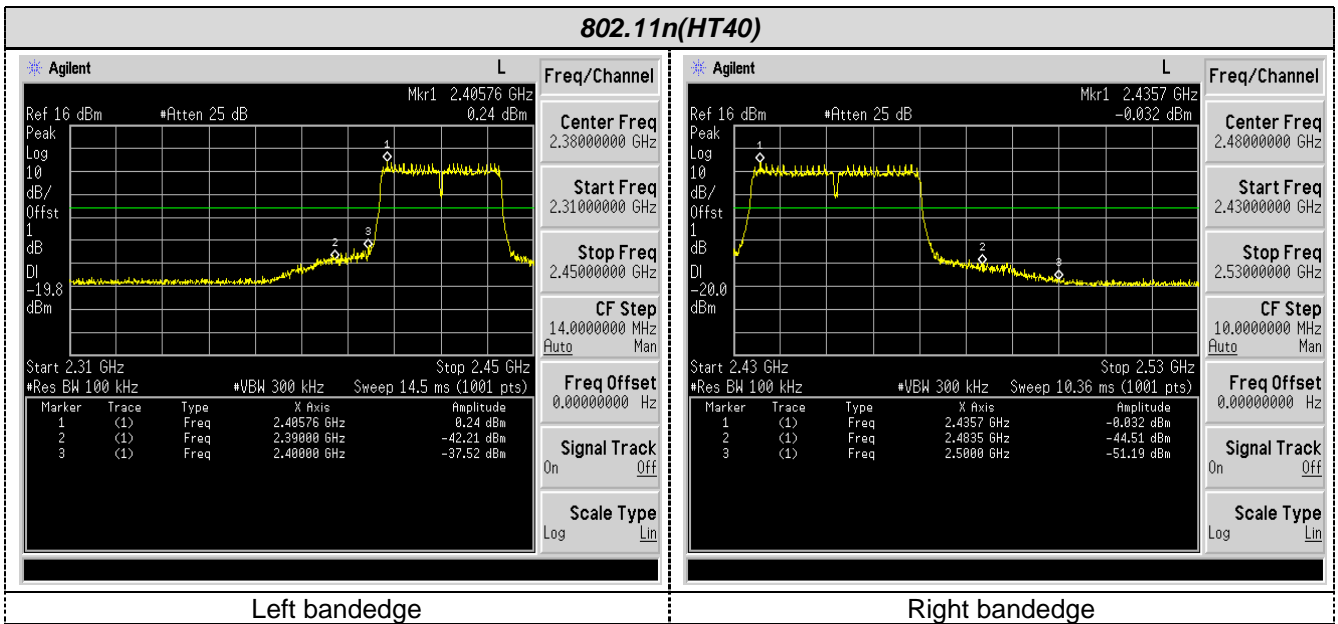 802.11n(HT40)
Agilent L
Mkr1 2.40576 GHz
Ref 16 dBm #Atten 25 dB 0.24 dBm
Peak
Log
10
dB/
Offst
1
dB
DI
-19.8
dBm
1
2
3
Start 2.31 GHz Stop 2.45 GHz
#Res BW 100 kHz #VBW 300 kHz Sweep 14.5 ms (1001 pts)
Marker Trace Type X Axis Amplitude
1 (1) Freq 2.40576 GHz 0.24 dBm
2 (1) Freq 2.39000 GHz -42.21 dBm
3 (1) Freq 2.40000 GHz -37.52 dBm
Freq/Channel
Center Freq
2.38000000 GHz
Start Freq
2.31000000 GHz
Stop Freq
2.45000000 GHz
CF Step
14.0000000 MHz
Auto Man
Freq Offset
0.00000000 Hz
Signal Track
On Off
Scale Type
Log Lin
Left bandedge
Agilent L
Mkr1 2.4357 GHz
Ref 16 dBm #Atten 25 dB -0.032 dBm
Peak
Log
10
dB/
Offst
1
dB
DI
-20.0
dBm
1
2
3
Start 2.43 GHz Stop 2.53 GHz
#Res BW 100 kHz #VBW 300 kHz Sweep 10.36 ms (1001 pts)
Marker Trace Type X Axis Amplitude
1 (1) Freq 2.4357 GHz -0.032 dBm
2 (1) Freq 2.4835 GHz -44.51 dBm
3 (1) Freq 2.5000 GHz -51.19 dBm
Freq/Channel
Center Freq
2.48000000 GHz
Start Freq
2.43000000 GHz
Stop Freq
2.53000000 GHz
CF Step
10.0000000 MHz
Auto Man
Freq Offset
0.00000000 Hz
Signal Track
On Off
Scale Type
Log Lin
Right bandedge